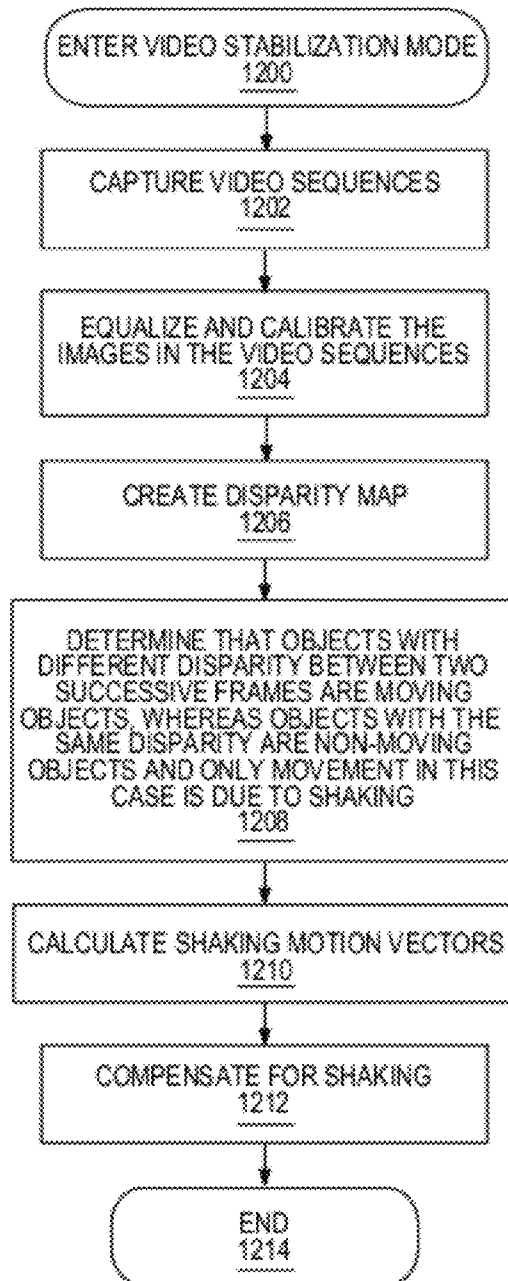 ENTER VIDEO STABILIZATION MODE
1200
CAPTURE VIDEO SEQUENCES
1202
EQUALIZE AND CALIBRATE THE
IMAGES IN THE VIDEO SEQUENCES
1204
CREATE DISPARITY MAP
1206
DETERMINE THAT OBJECTS WITH
DIFFERENT DISPARITY BETWEEN TWO
SUCCESSIVE FRAMES ARE MOVING
OBJECTS, WHEREAS OBJECTS WITH THE
SAME DISPARITY ARE NON-MOVING
OBJECTS AND ONLY MOVEMENT IN THIS
CASE IS DUE TO SHAKING
1208
CALCULATE SHAKING MOTION VECTORS
1210
COMPENSATE FOR SHAKING
1212
END
1214